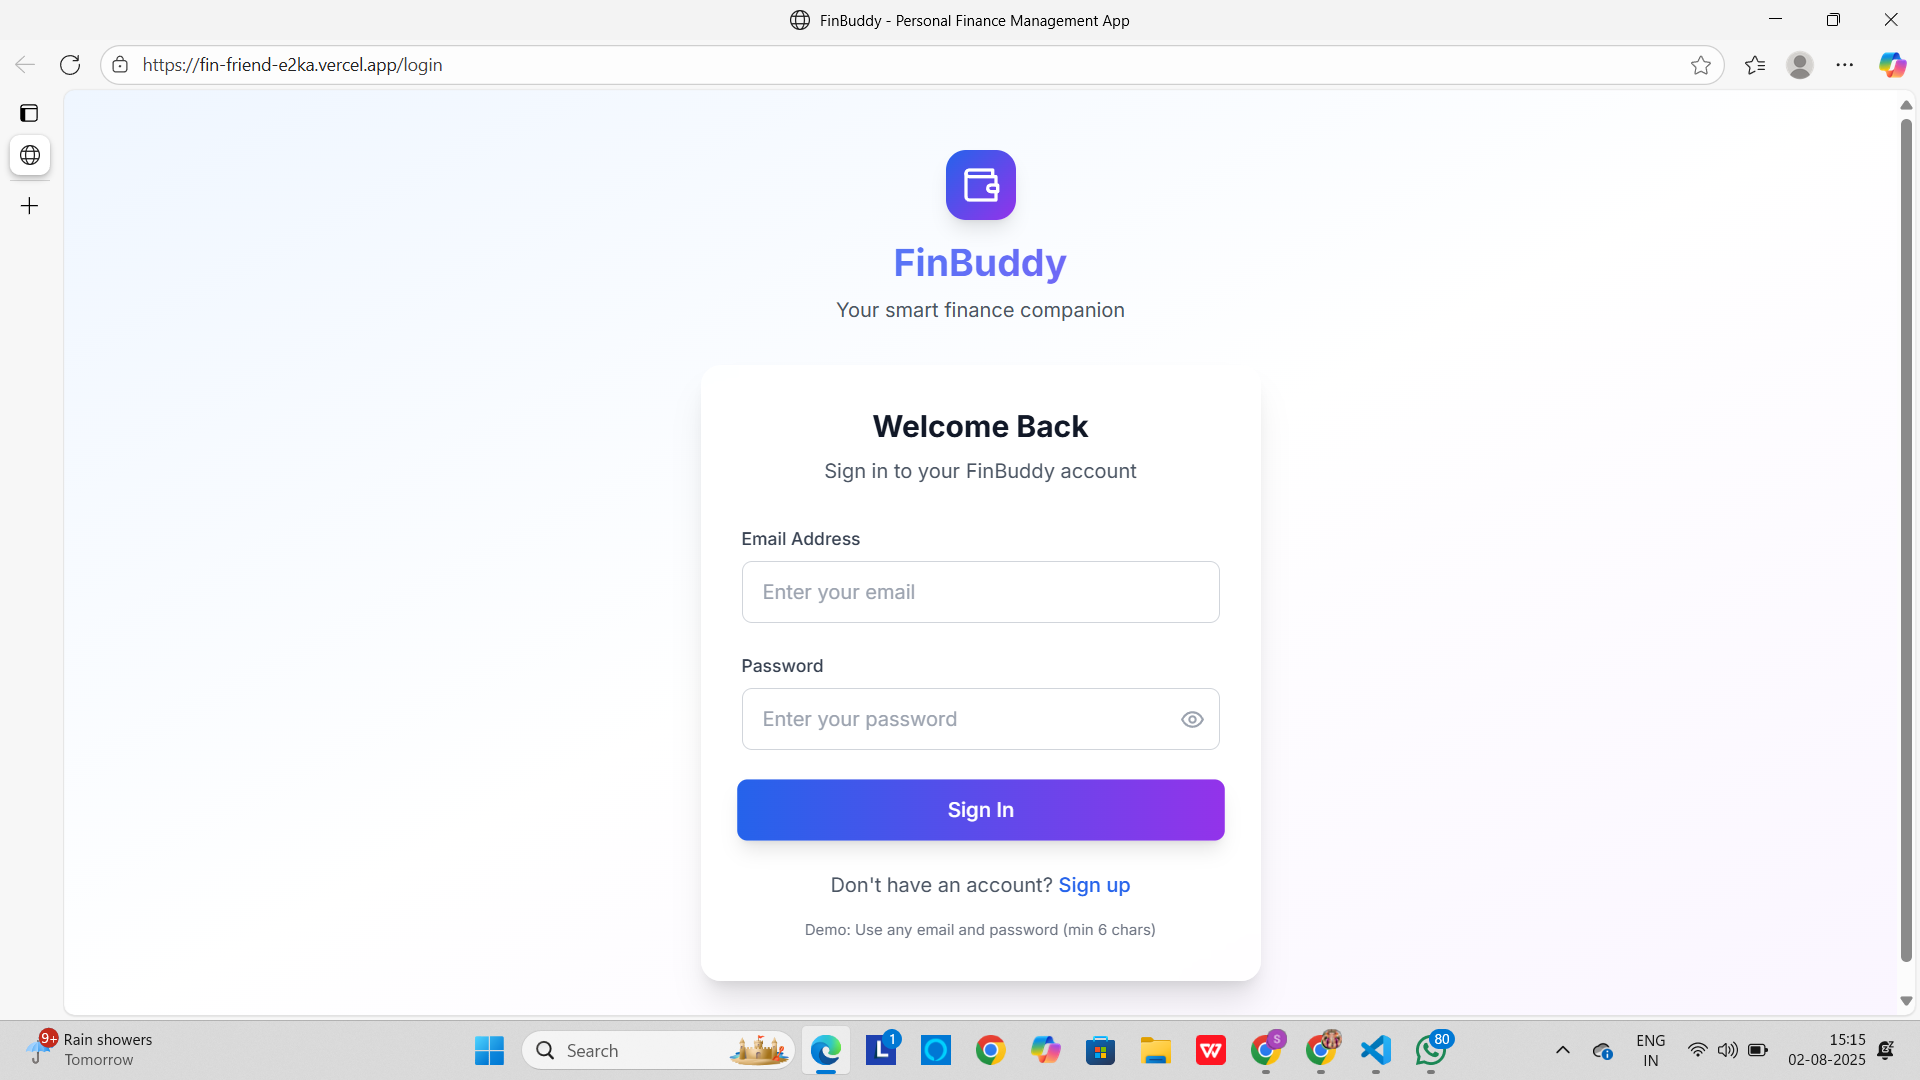 FinBuddy - Personal Finance Management App
https://fin-friend-e2ka.vercel.app/login
FinBuddy
Your smart finance companion
Welcome Back
Sign in to your FinBuddy account
Email Address
Enter your email
Password
Enter your password
Sign In
Don't have an account? Sign up
Demo: Use any email and password (min 6 chars)
9+
Rain showers
Tomorrow
Search
L
1
W
S
80
ENG
IN
15:15
02-08-2025